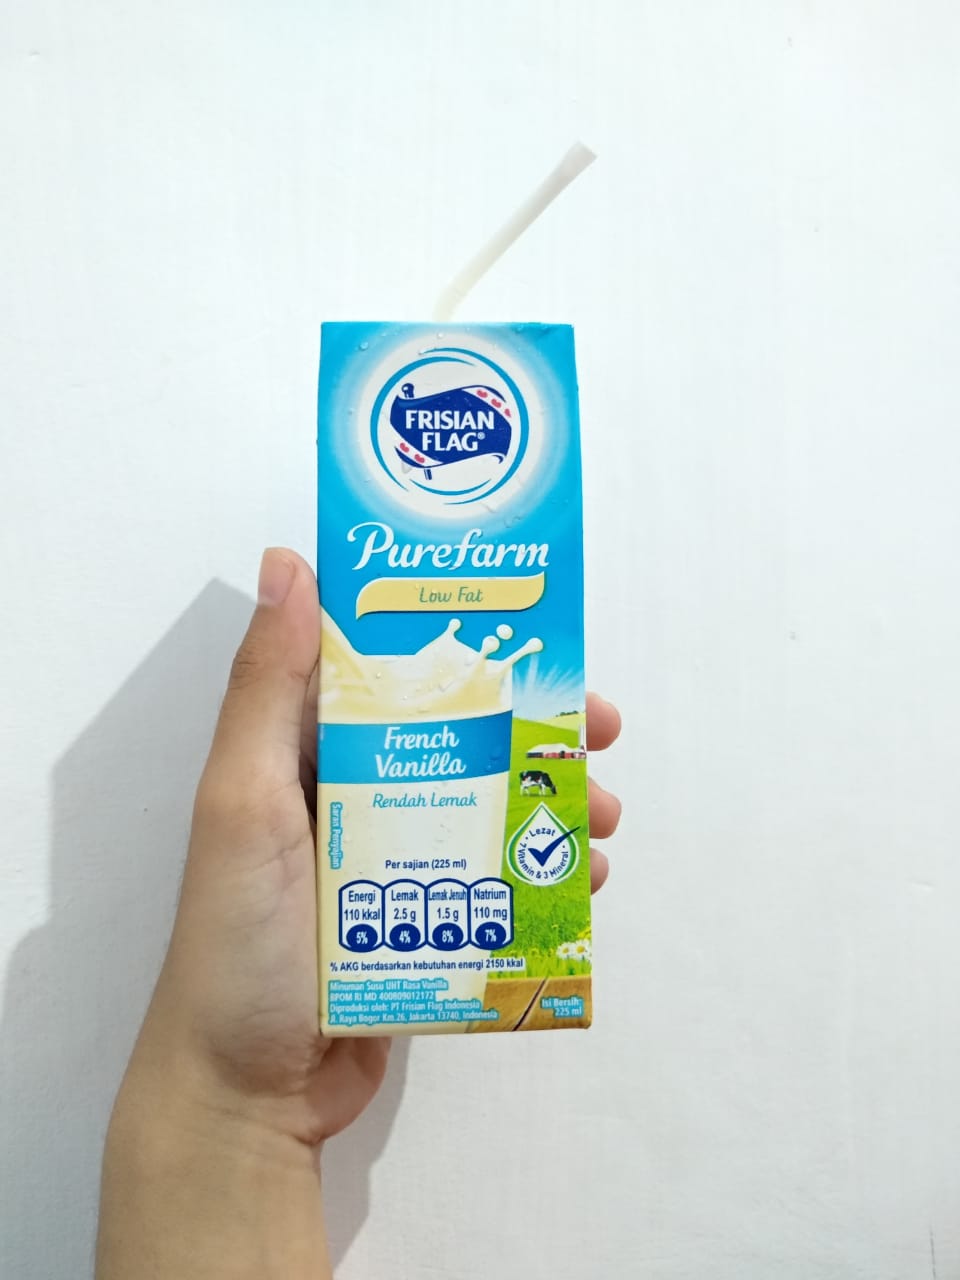 FRISIAN
FLAG®
Purefarm
Low Fat
French
Vanilla
Rendah Lemak
Saran Penyajian
Lezat
7 Vitamin & 3 Mineral
Per sajian (225 ml)
Energi Lemak Lemak Jenuh Natrium
110 kkal 2.5 g 1.5 g 110 mg
5% 4% 8% 7%
% AKG berdasarkan kebutuhan energi 2150 kkal
Minuman Susu UHT Rasa Vanilla
BPOM RI MD 400809012172
Diproduksi oleh: PT Frisian Flag Indonesia
Jl. Raya Bogor Km.26, Jakarta 13740, Indonesia
Isi Bersih:
225 ml